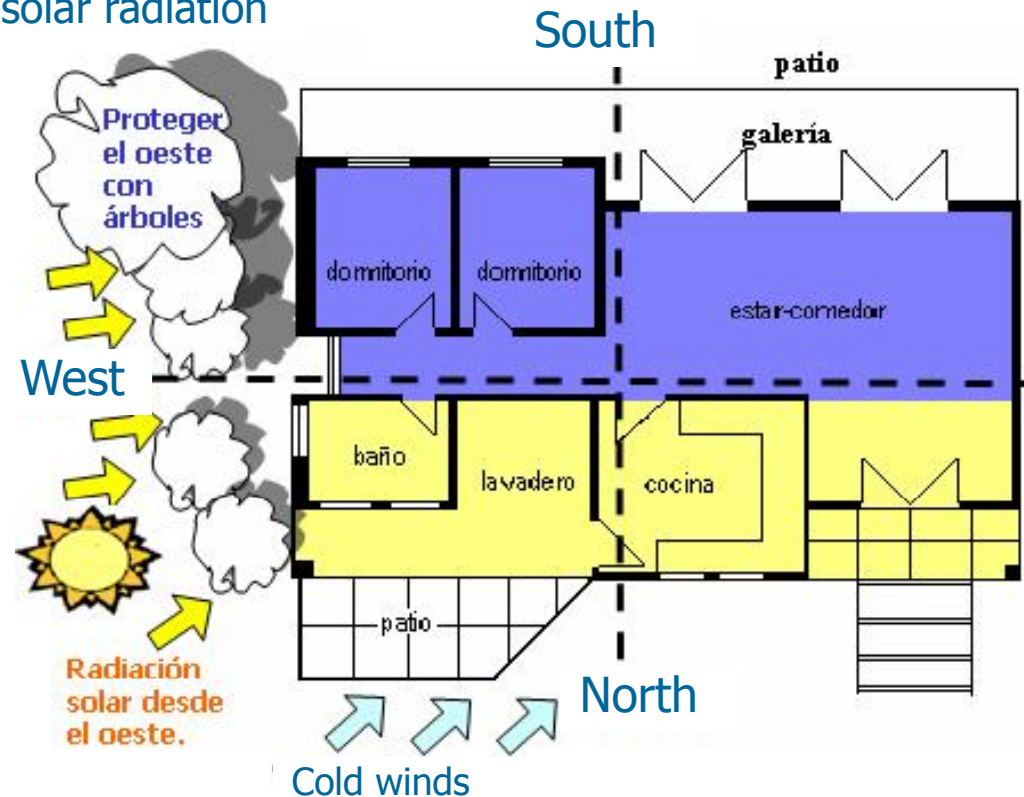 solar radiation
South
patio
galería
Proteger
el oeste
con
árboles
dormitorio
dormitorio
estar-comedor
West
baño
lavadero
cocina
patio
Radiación
solar desde
el oeste.
North
Cold winds